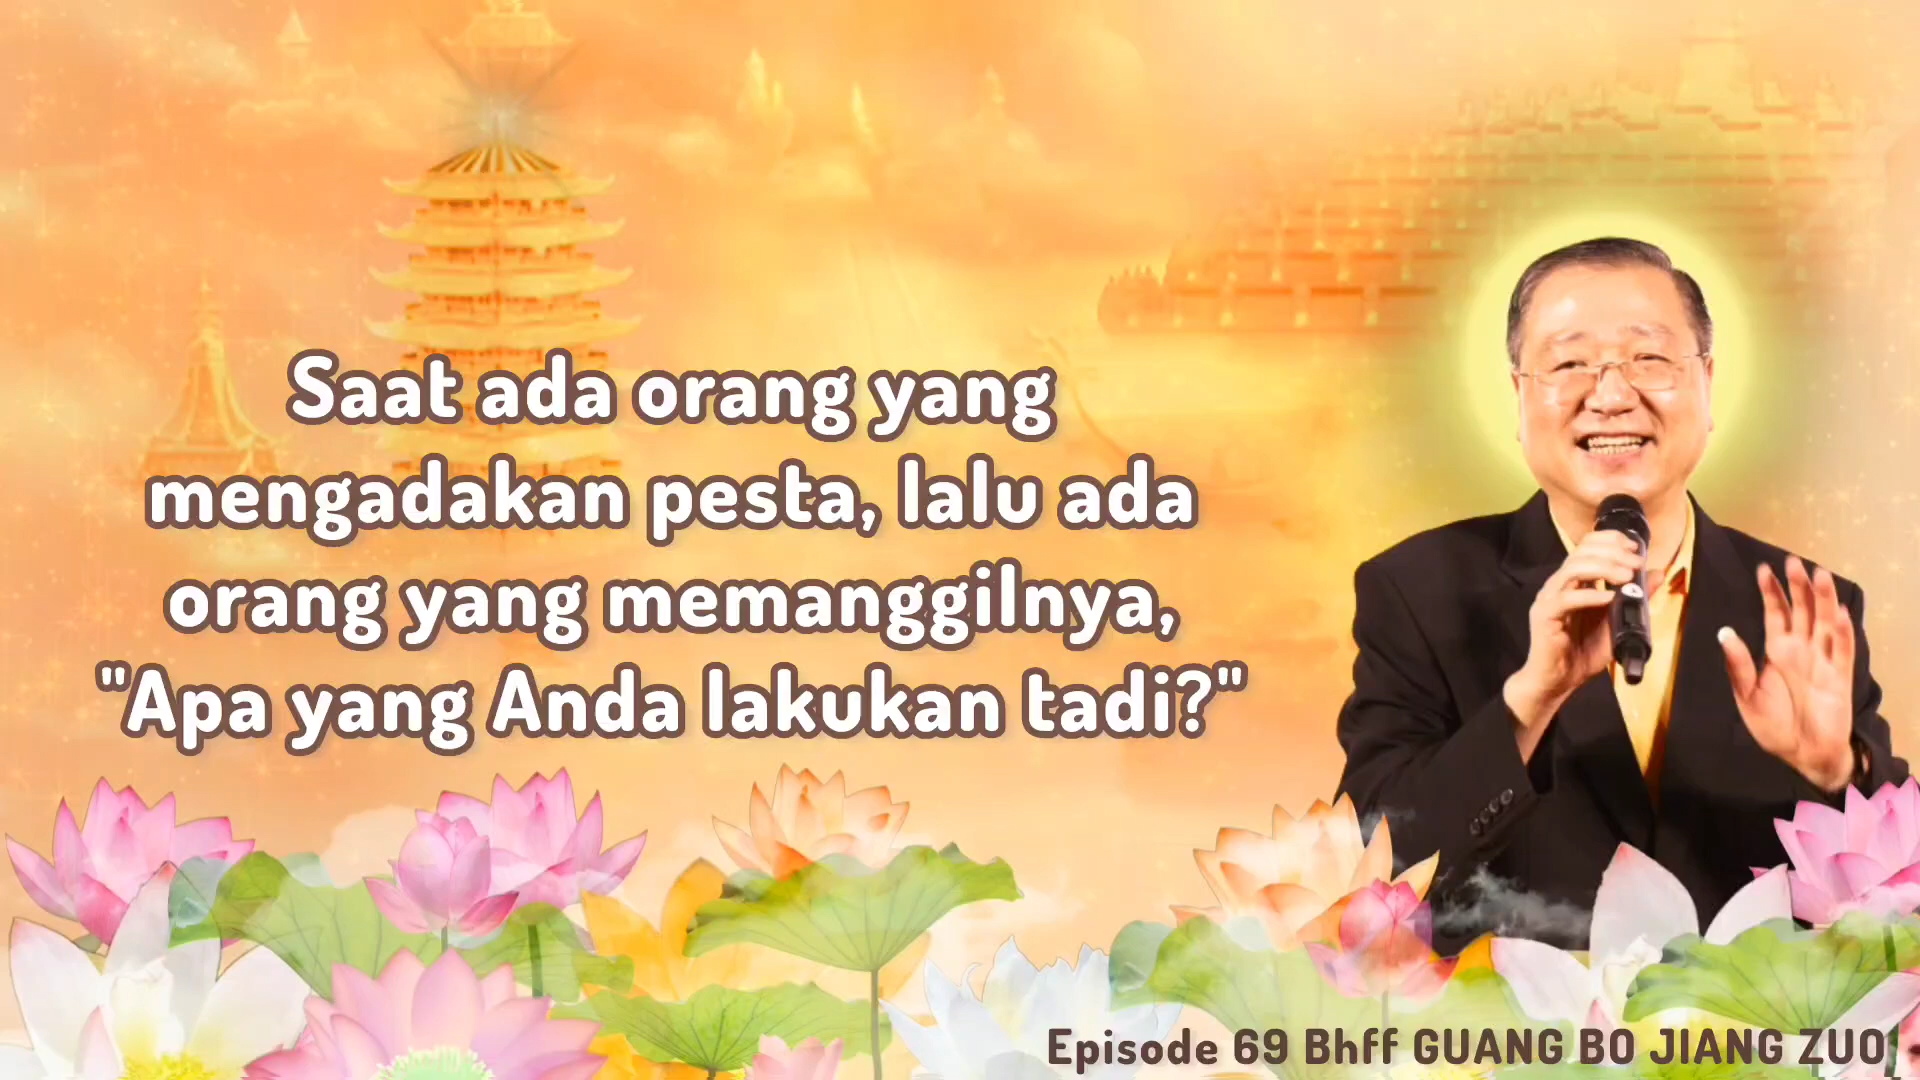 Saat ada orang yang
mengadakan pesta, lalu ada
orang yang memanggilnya,
"Apa yang Anda lakukan tadi?"
Episode 69 Bhff GUANG BO JIANG ZUO